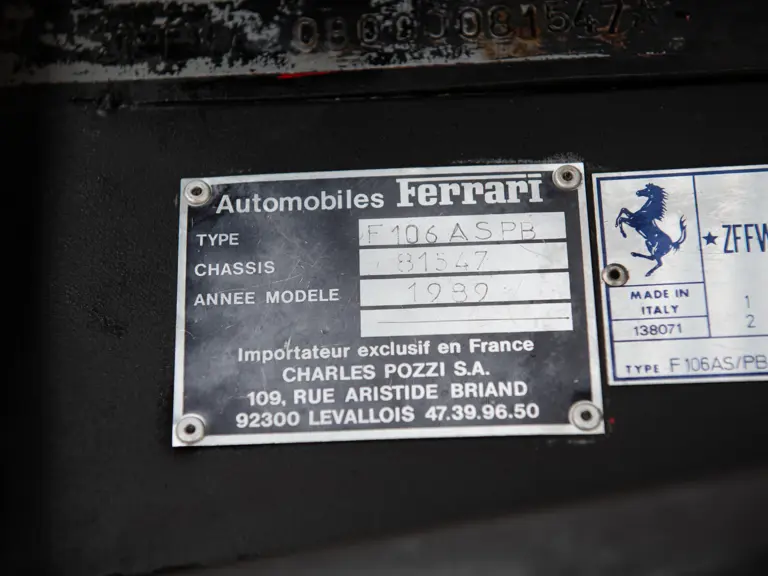 0000081547*
Automobiles Ferrari
TYPE F106ASPB
CHASSIS 81547
ANNEE MODELE 1989
Importateur exclusif en France
CHARLES POZZI S.A.
109, RUE ARISTIDE BRIAND
92300 LEVALLOIS 47.39.96.50
★ZFFW
MADE IN
ITALY
138071
1
2
TYPE F106AS/PB